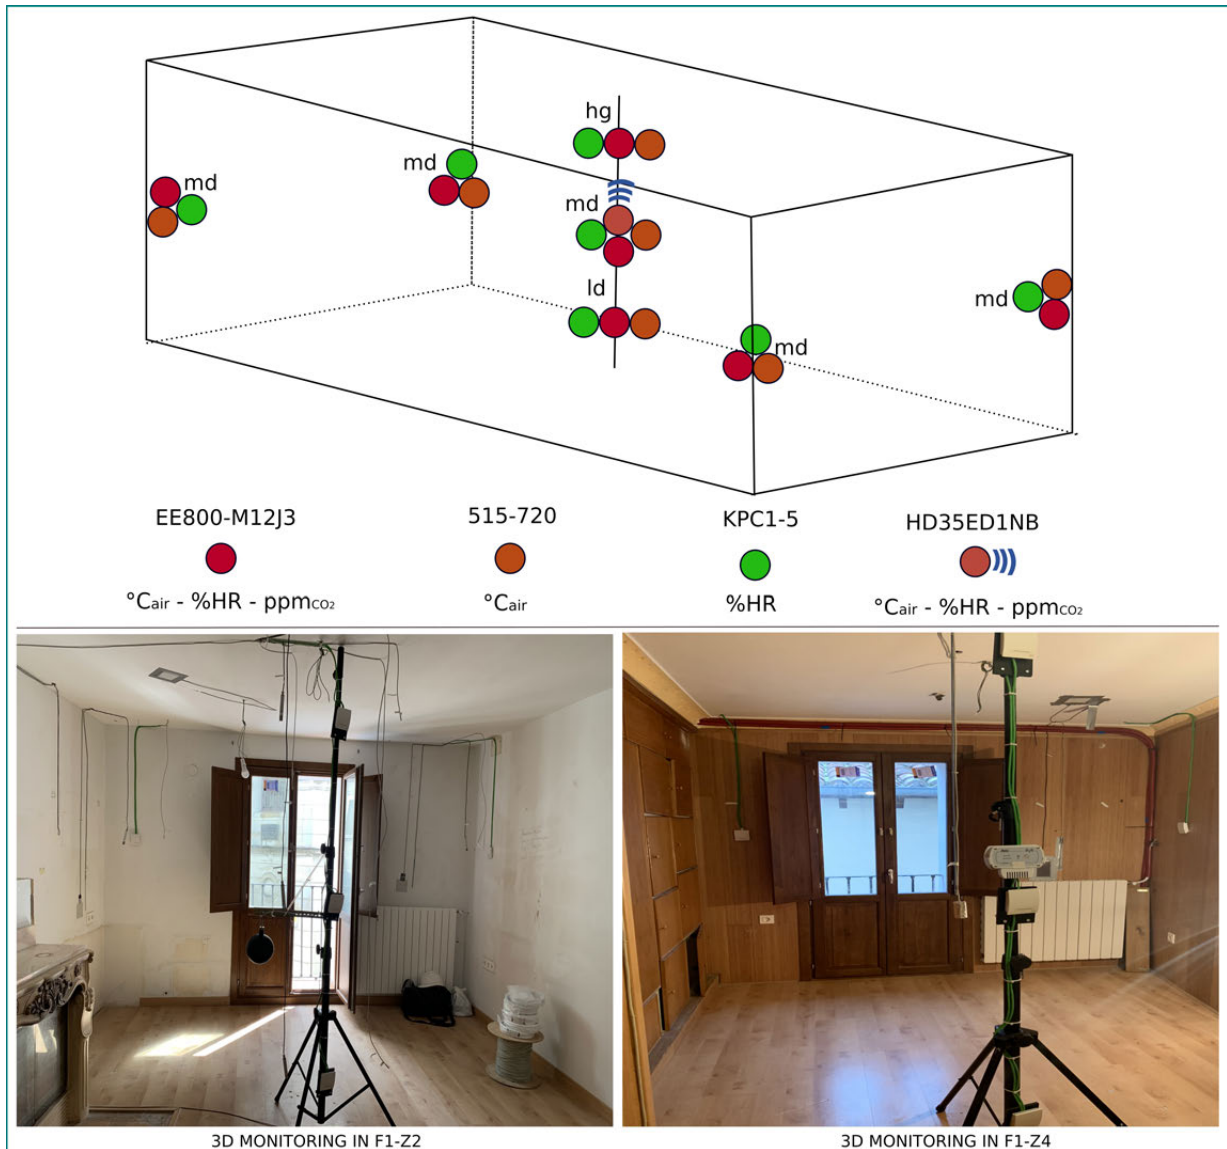 hg
md
md
md
ld
md
md
EE800-M12J3
515-720
KPC1-5
HD35ED1NB
°Cair - %HR - ppmCO2
°Cair
%HR
°Cair - %HR - ppmCO2
3D MONITORING IN F1-Z2
3D MONITORING IN F1-Z4